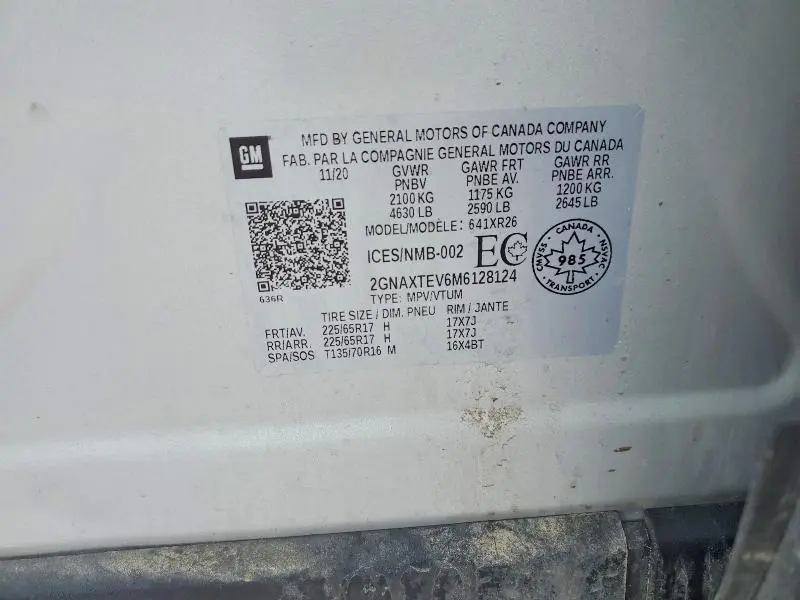 GM
MFD BY GENERAL MOTORS OF CANADA COMPANY
FAB. PAR LA COMPAGNIE GENERAL MOTORS DU CANADA
11/20 GVWR GAWR FRT GAWR RR
PNBV PNBE AV. PNBE ARR.
2100 KG 1175 KG 1200 KG
4630 LB 2590 LB 2645 LB
MODEL/MODÈLE: 641XR26
ICES/NMB-002 EC
CANADA
CMVSS 985 NSVAC
TRANSPORT
2GNAXTEV6M6128124
636R
TYPE: MPV/VTUM
TIRE SIZE / DIM. PNEU RIM / JANTE
FRT/AV. 225/65R17 H 17X7J
RR/ARR. 225/65R17 H 17X7J
SPA/SOS T135/70R16 M 16X4BT